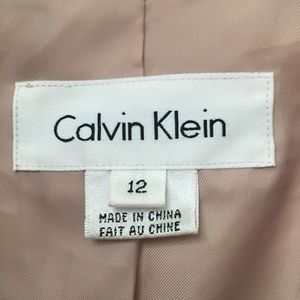 Calvin Klein
12
MADE IN CHINA
FAIT AU CHINE